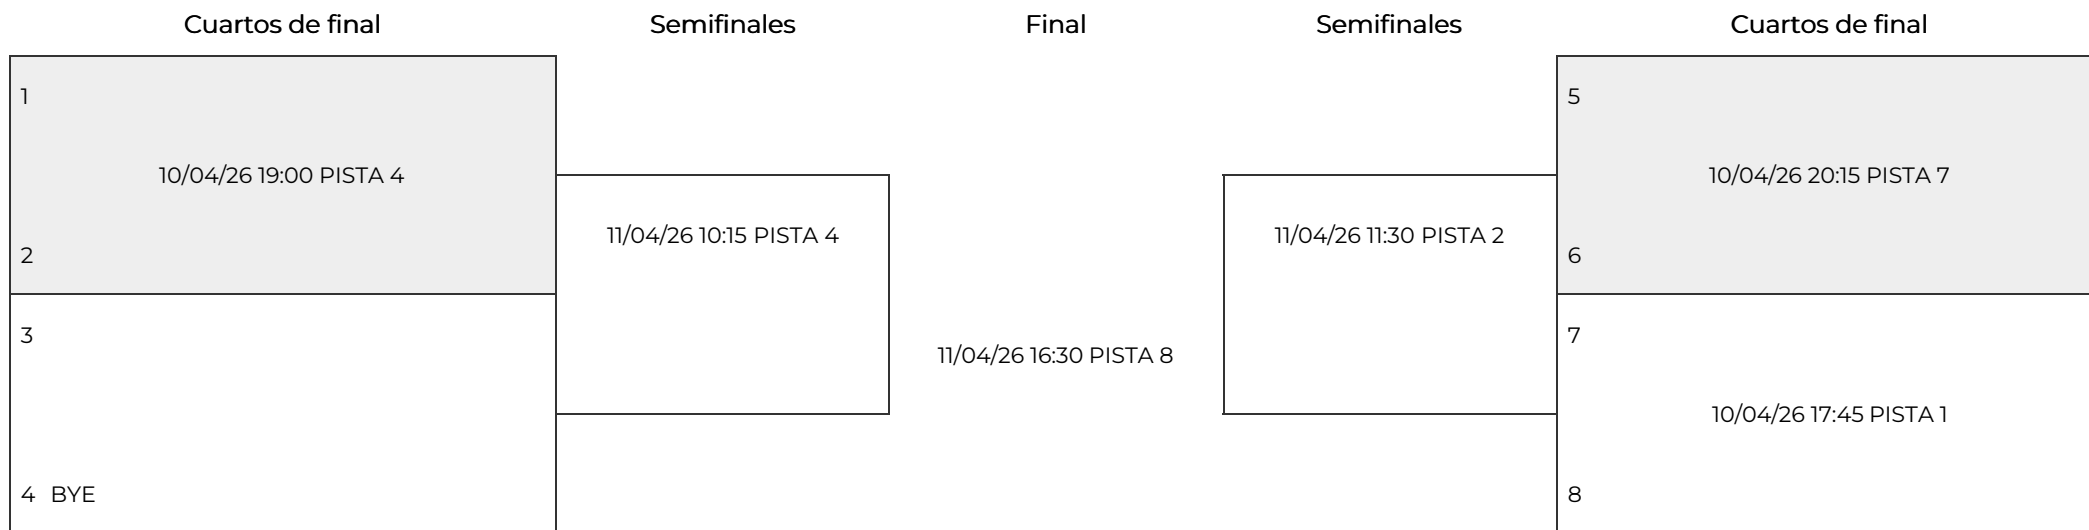 Cuartos de final Semifinales Final Semifinales Cuartos de final
1 5
10/04/26 19:00 PISTA 4 10/04/26 20:15 PISTA 7
11/04/26 10:15 PISTA 4 11/04/26 11:30 PISTA 2
2 6
3 7
11/04/26 16:30 PISTA 8
10/04/26 17:45 PISTA 1
4 BYE 8